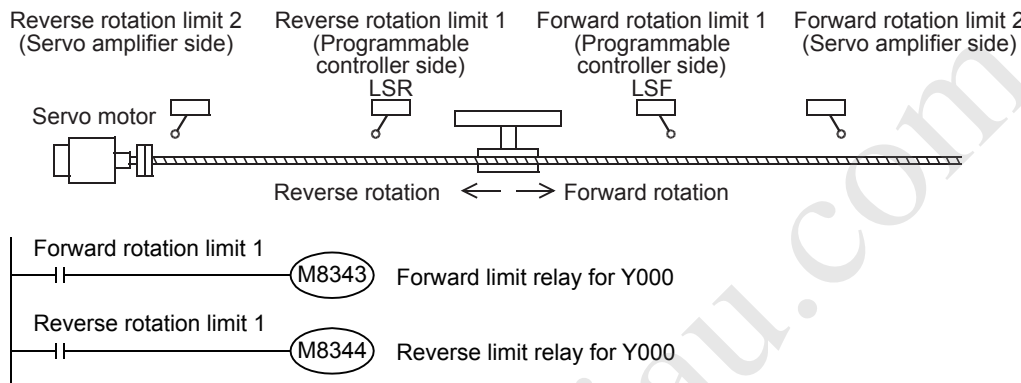 Reverse rotation limit 2
(Servo amplifier side)
Reverse rotation limit 1
(Programmable
controller side)
LSR
Forward rotation limit 1
(Programmable
controller side)
LSF
Forward rotation limit 2
(Servo amplifier side)
Servo motor
Reverse rotation
Forward rotation
Forward rotation limit 1
M8343
Forward limit relay for Y000
Reverse rotation limit 1
M8344
Reverse limit relay for Y000